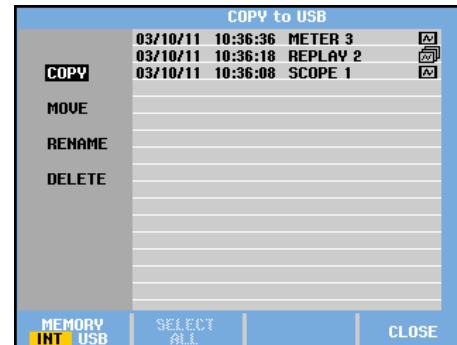 COPY to USB
03/10/11 10:36:36 METER 3
03/10/11 10:36:18 REPLAY 2
03/10/11 10:36:08 SCOPE 1
COPY
MOVE
RENAME
DELETE
MEMORY
INT USB
SELECT
ALL
CLOSE